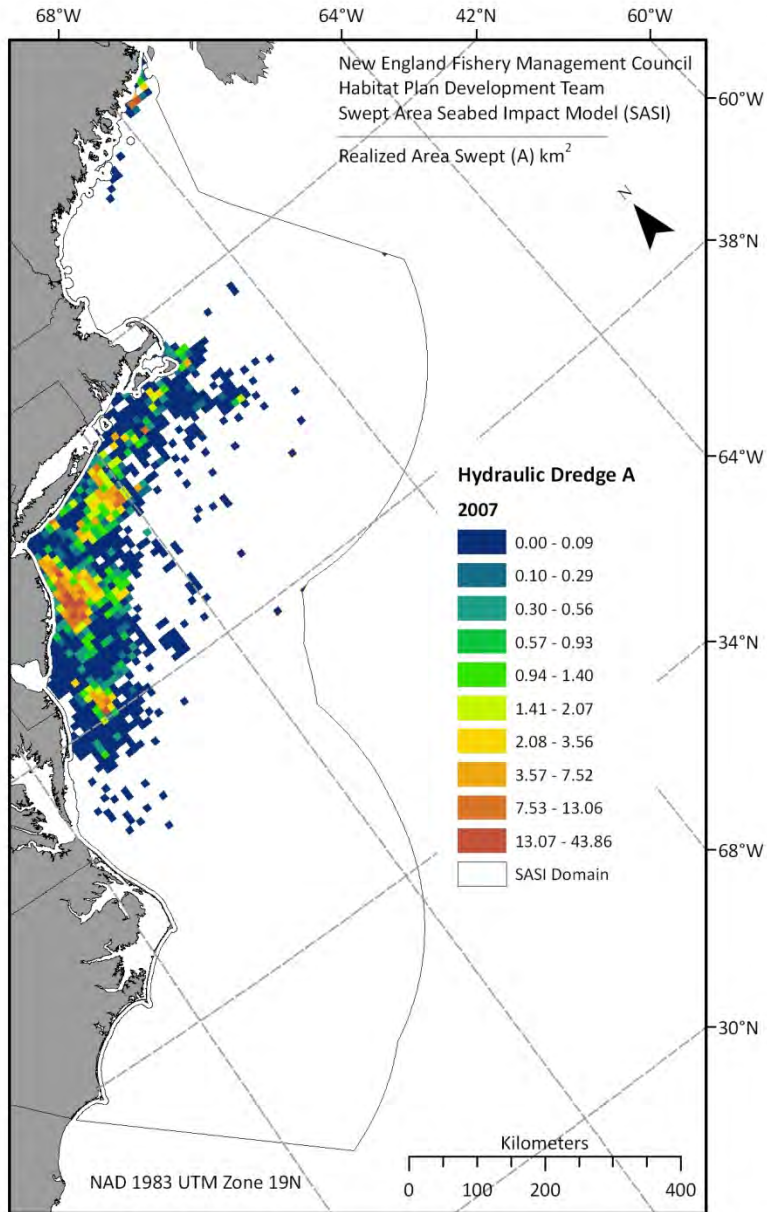 68°W
64°W
42°N
60°W
New England Fishery Management Council
Habitat Plan Development Team
Swept Area Seabed Impact Model (SASI)
Realized Area Swept (A) km²
60°W
N
38°N
64°W
Hydraulic Dredge A
2007
0.00 - 0.09
0.10 - 0.29
0.30 - 0.56
0.57 - 0.93
0.94 - 1.40
1.41 - 2.07
2.08 - 3.56
3.57 - 7.52
7.53 - 13.06
13.07 - 43.86
SASI Domain
34°N
68°W
30°N
Kilometers
0 100 200 400
NAD 1983 UTM Zone 19N